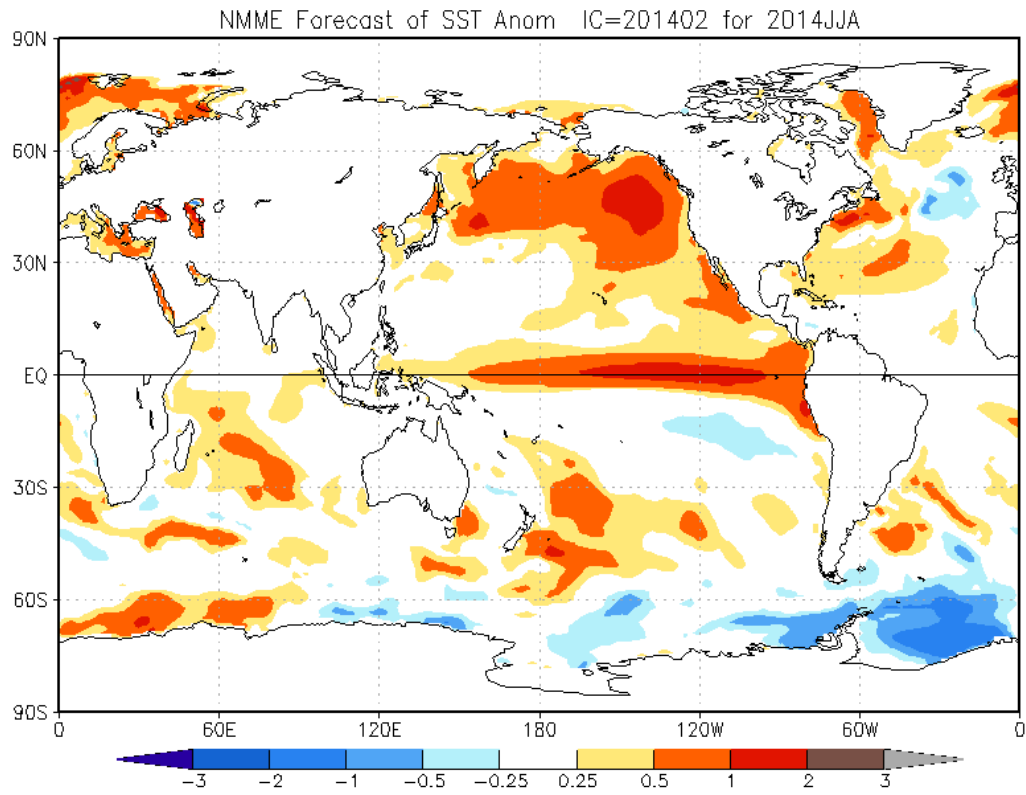 NMME Forecast of SST Anom IC=201402 for 2014JJA
90N
60N
30N
EQ
30S
60S
90S
0 60E 120E 180 120W 60W 0
-3 -2 -1 -0.5 -0.25 0.25 0.5 1 2 3